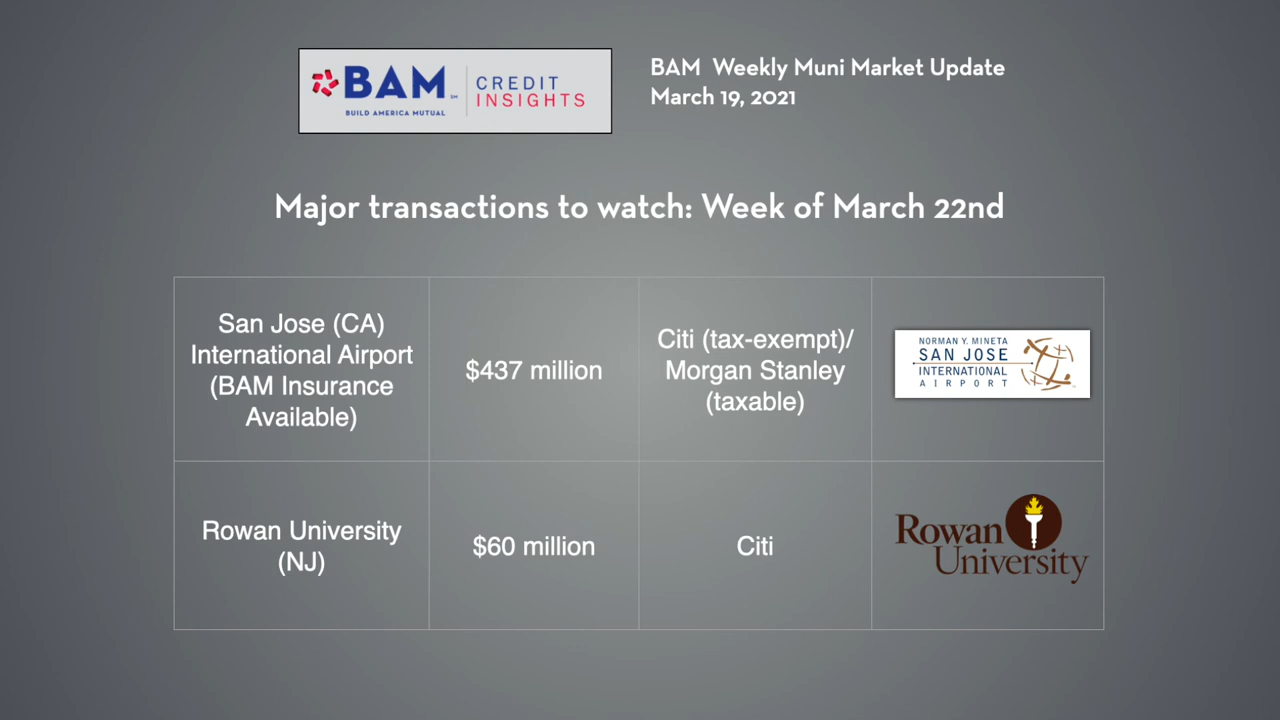 BAM
SM
BUILD AMERICA MUTUAL
CREDIT
INSIGHTS
BAM Weekly Muni Market Update
March 19, 2021
Major transactions to watch: Week of March 22nd
San Jose (CA)
International Airport
(BAM Insurance
Available)
$437 million
Citi (tax-exempt)/
Morgan Stanley
(taxable)
NORMAN Y. MINETA
SAN JOSE
INTERNATIONAL
AIRPORT
Rowan University
(NJ)
$60 million
Citi
Rowan
University